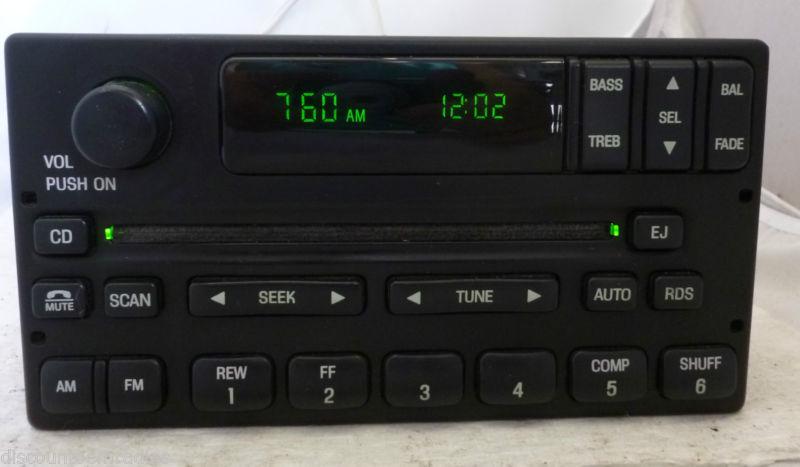 760 AM 12:02
BASS
TREB
▲
SEL
▼
BAL
FADE
VOL
PUSH ON
CD
EJ
MUTE
SCAN
◄ SEEK ►
◄ TUNE ►
AUTO
RDS
AM
FM
REW
1
FF
2
3
4
COMP
5
SHUFF
6